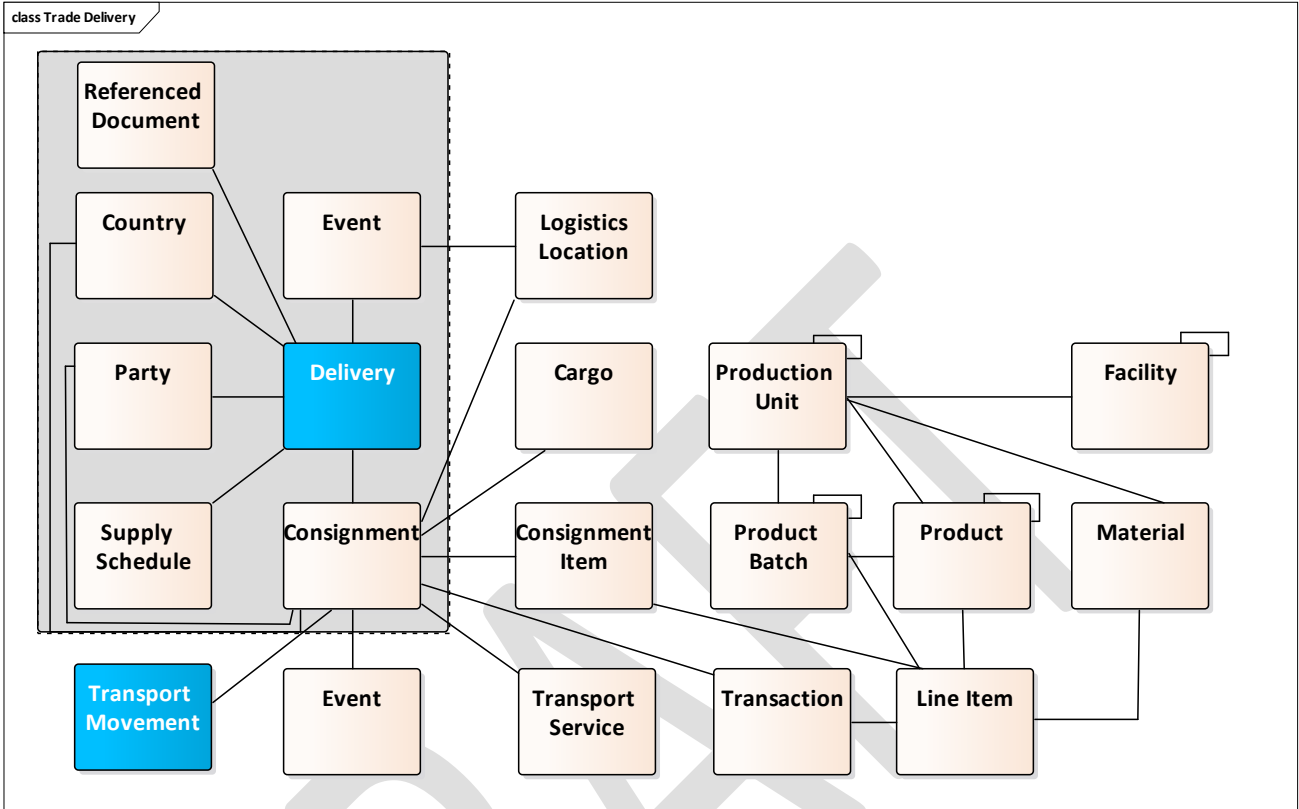 class Trade Delivery
Referenced
Document
Country
Event
Logistics
Location
Party
Delivery
Cargo
Production
Unit
Facility
Supply
Schedule
Consignment
Consignment
Item
Product
Batch
Product
Material
Transport
Movement
Event
Transport
Service
Transaction
Line Item
DRAFT